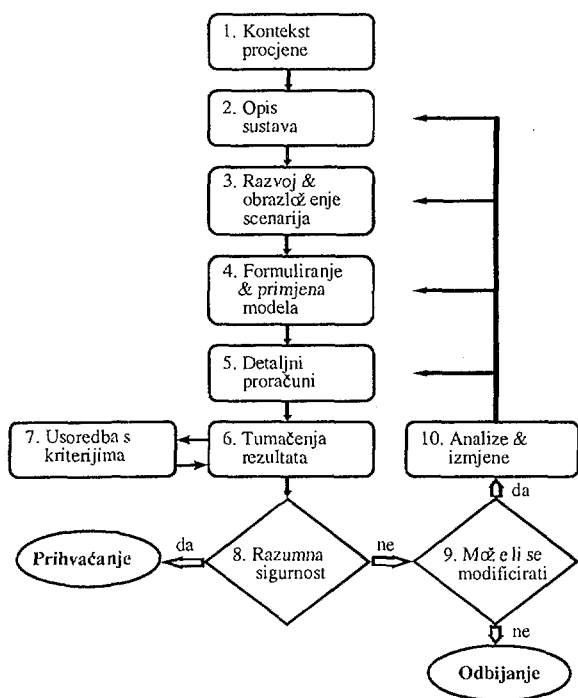 1. Kontekst
procjene
2. Opis
sustava
3. Razvoj &
obrazloženje
scenarija
4. Formuliranje
& primjena
modela
5. Detaljni
proračuni
7. Usoredba s
kriterijima
6. Tumačenja
rezultata
10. Analize &
izmjene
da
Prihvaćanje
da
8. Razumna
sigurnost
ne
9. Može li se
modificirati
ne
Odbijanje